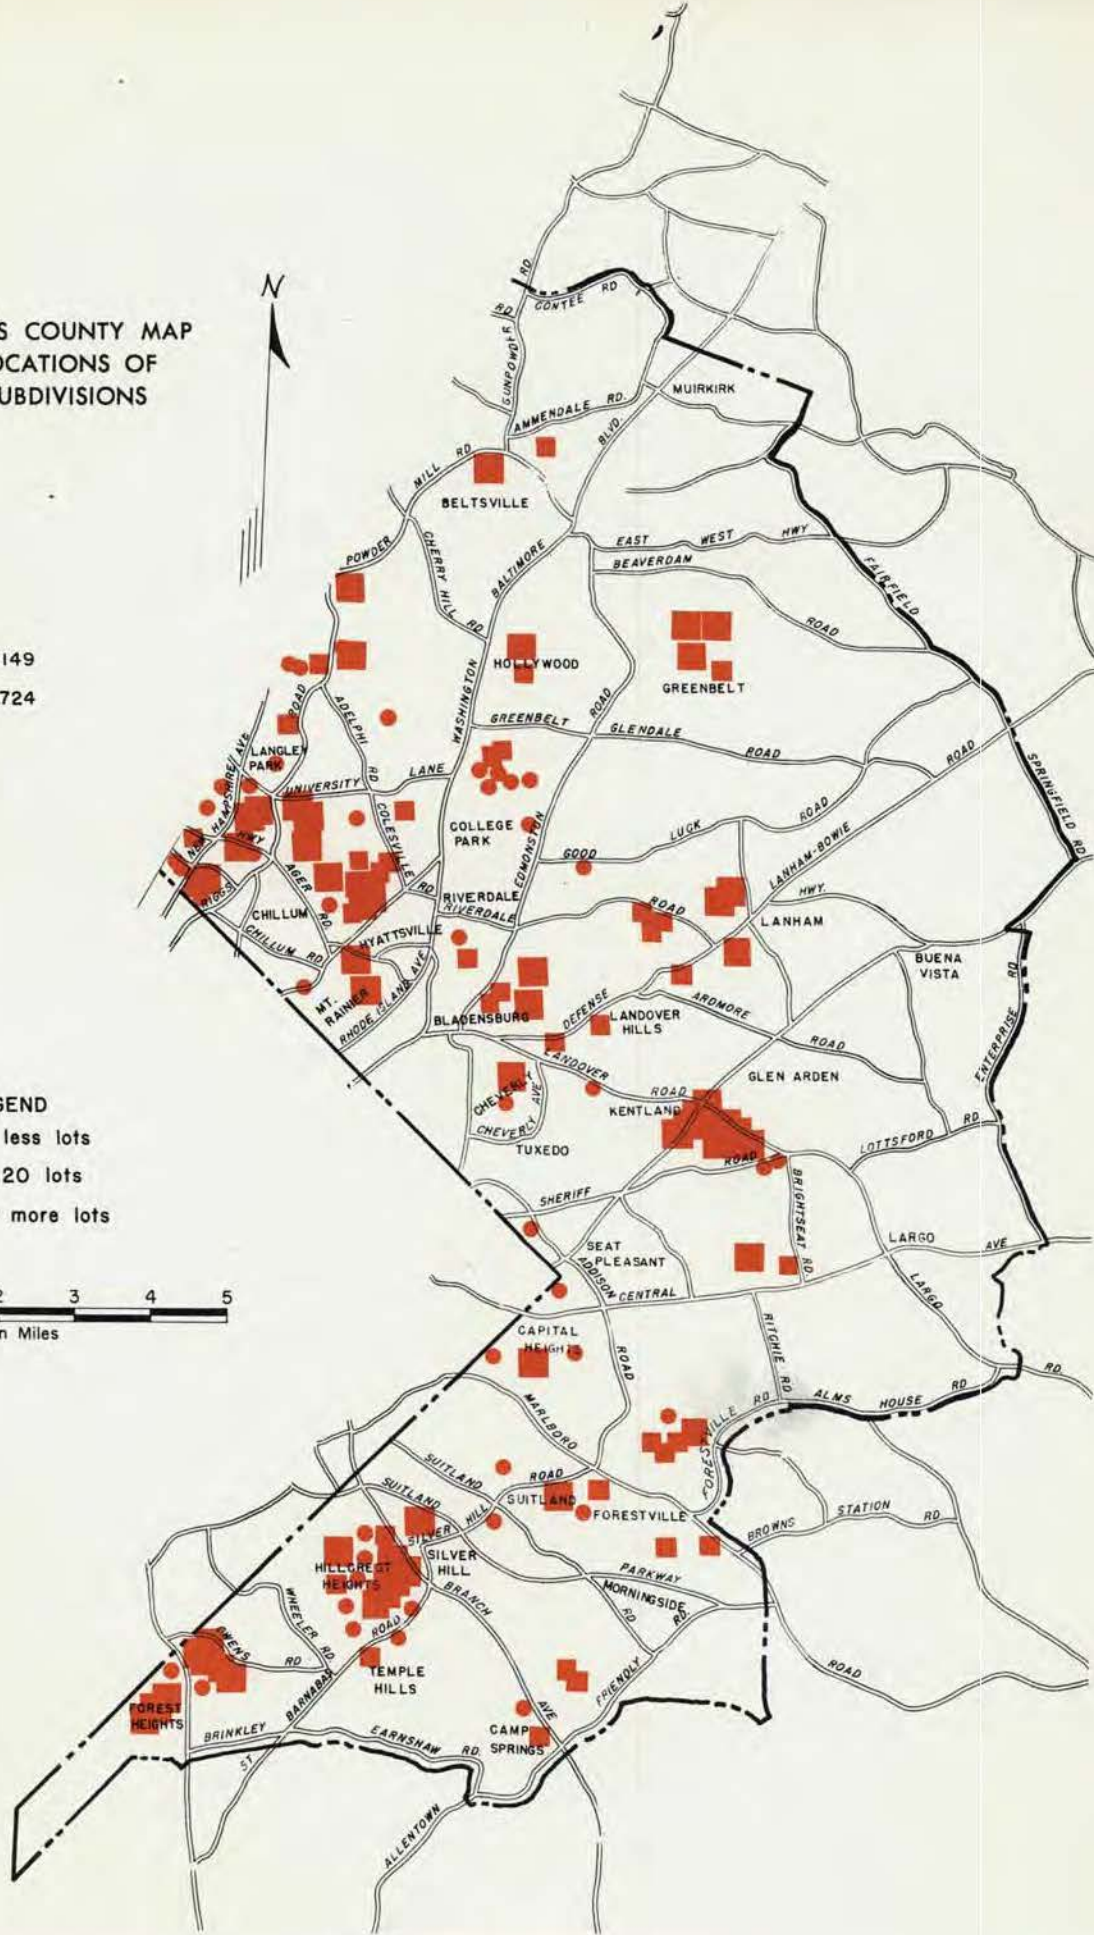 S COUNTY MAP
OCATIONS OF
UBDIVISIONS
N
149
724
GEND
less lots
20 lots
more lots
2 3 4 5
n Miles
RD
CONTEE RD
RD
GUNPOWDER
MUIRKIRK
AMMENDALE RD.
BLVD.
MILL RD
BELTSVILLE
POWDER
CHERRY HILL RD
BALTIMORE
EAST WEST HWY
BEAVERDAM ROAD
FAIRFIELD
HOLLYWOOD
GREENBELT
WASHINGTON
ROAD
ADELPHI RD
GREENBELT ROAD
GLENDALE ROAD
ROAD
SPRINGFIELD RD
LANGLEY
PARK
NEW HAMPSHIRE AVE
UNIVERSITY LANE
COLESVILLE RD
COLLEGE
PARK
EDMONSTON
GOOD LUCK ROAD
LANHAM-BOWIE
HWY
AGER RD.
RIGGS
CHILLUM
CHILLUM RD
RIVERDALE
RIVERDALE ROAD
HWY.
LANHAM
HYATTSVILLE
BUENA
VISTA
MT.
RAINIER
RHODE ISLAND AVE
BLADENSBURG
DEFENSE
LANDOVER
HILLS
ARDMORE ROAD
ENTERPRISE RD
LANDOVER ROAD
GLEN ARDEN
CHEVERLY
CHEVERLY AVE
KENTLAND
TUXEDO
LOTTSFORD RD
SHERIFF ROAD
BRIGHTSEAT RD
SEAT
PLEASANT
ADDISON ROAD
CENTRAL
LARGO AVE
LARGO RD
CAPITAL
HEIGHTS
RITCHIE RD
MARLBORO
FORESTVILLE RD
ALMS HOUSE RD
SUITLAND
SUITLAND
ROAD
SUITLAND
FORESTVILLE
SILVER HILL
BROWNS STATION RD
HILLCREST
HEIGHTS
SILVER
HILL
PARKWAY
MORNINGSIDE
RD
RD.
BRANCH AVE
WHEELER RD.
OWENS RD
ROAD
TEMPLE
HILLS
FRIENDLY
ROAD
FOREST
HEIGHTS
ST BARNABAS
BRINKLEY
EARNSHAW RD.
CAMP
SPRINGS
ALLENTOWN